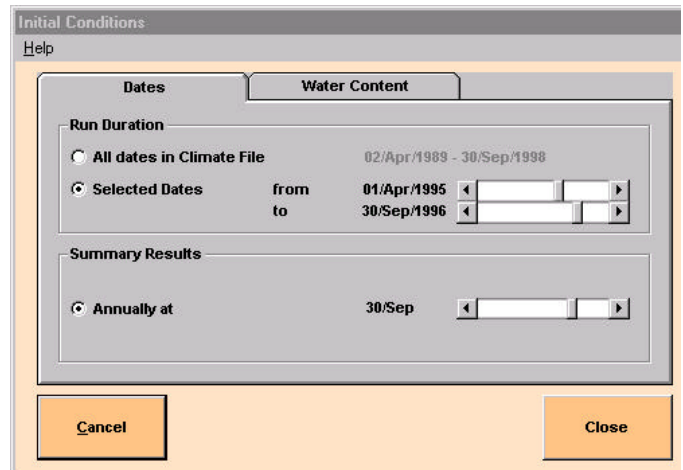 Initial Conditions
Help
Dates Water Content
Run Duration
All dates in Climate File 02/Apr/1989 - 30/Sep/1998
Selected Dates from 01/Apr/1995
to 30/Sep/1996
Summary Results
Annually at 30/Sep
Cancel Close